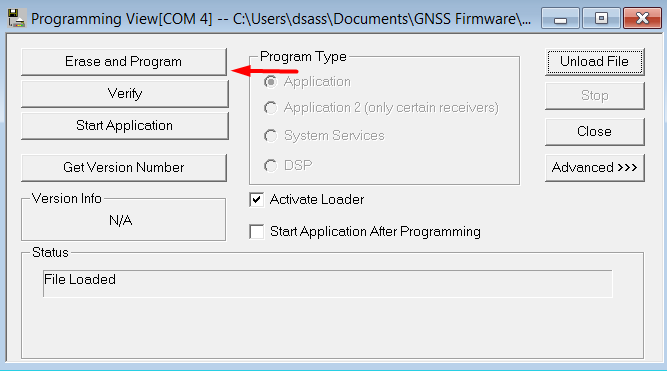 Programming View[COM 4] -- C:\Users\dsass\Documents\GNSS Firmware\...
Erase and Program
Verify
Start Application
Get Version Number
Version Info
N/A
Program Type
Application
Application 2 (only certain receivers)
System Services
DSP
Activate Loader
Start Application After Programming
Unload File
Stop
Close
Advanced >>>
Status
File Loaded